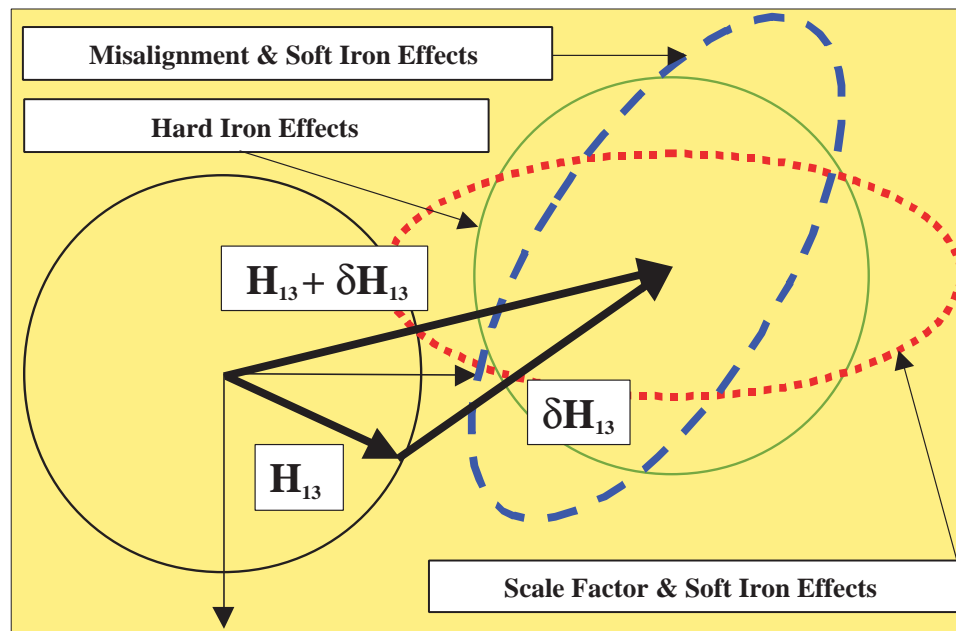 Misalignment & Soft Iron Effects
Hard Iron Effects
H₁₃ + δH₁₃
δH₁₃
H₁₃
Scale Factor & Soft Iron Effects